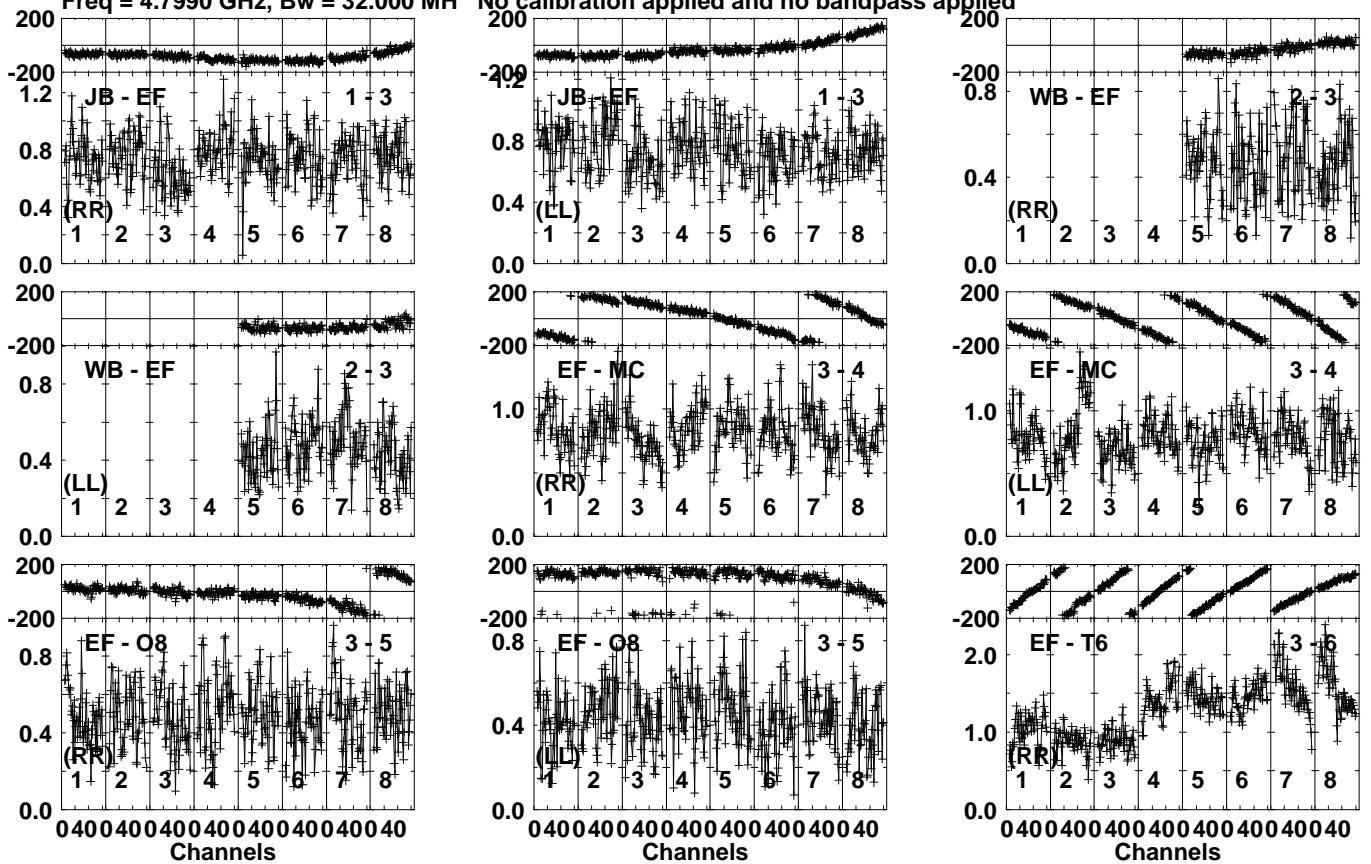 Freq = 4.7990 GHz, Bw = 32.000 MH No calibration applied and no bandpass applied
200
-200
JB - EF 1 - 3
1.2
0.8
0.4
0.0
(RR)
1 2 3 4 5 6 7 8
200
-200
JB - EF 1 - 3
1.2
1.0
0.8
0.6
0.4
0.0
(LL)
1 2 3 4 5 6 7 8
200
-200
WB - EF 2 - 3
0.8
0.4
0.0
(RR)
1 2 3 4 5 6 7 8
200
-200
WB - EF 2 - 3
0.8
0.4
0.0
(LL)
1 2 3 4 5 6 7 8
200
-200
EF - MC 3 - 4
1.0
0.0
(RR)
1 2 3 4 5 6 7 8
200
-200
EF - MC 3 - 4
1.0
0.0
(LL)
1 2 3 4 5 6 7 8
200
-200
EF - O8 3 - 5
0.8
0.4
0.0
(RR)
1 2 3 4 5 6 7 8
0 40 0 40 0 40 0 40 0 40 0 40 0 40 0 40
Channels
200
-200
EF - O8 3 - 5
0.8
0.4
0.0
(LL)
1 2 3 4 5 6 7 8
0 40 0 40 0 40 0 40 0 40 0 40 0 40 0 40
Channels
200
-200
EF - T6 3 - 6
2.0
1.0
0.0
(RR)
1 2 3 4 5 6 7 8
0 40 0 40 0 40 0 40 0 40 0 40 0 40 0 40
Channels